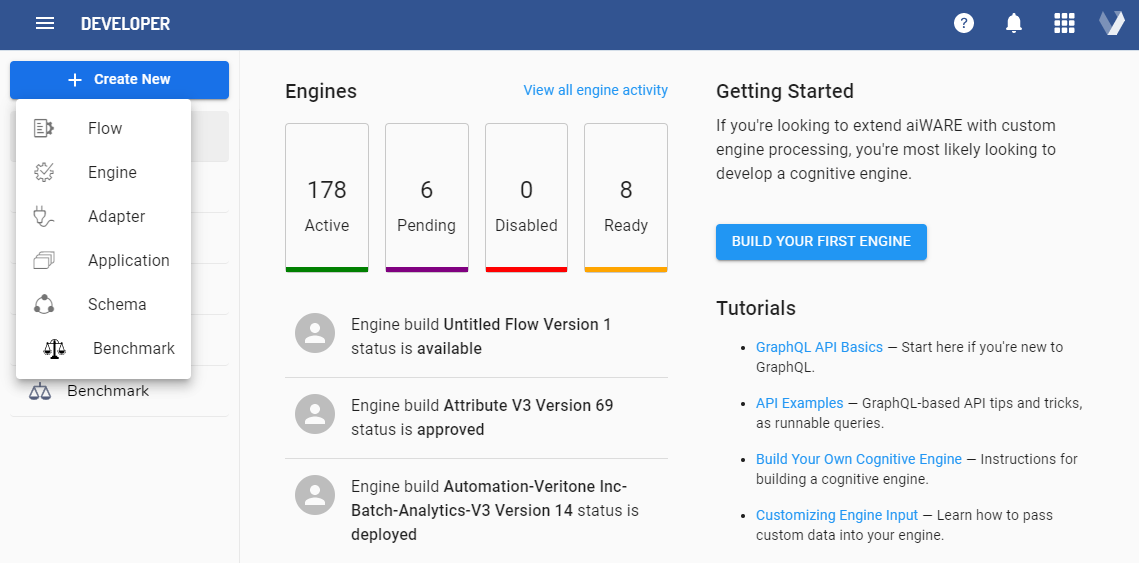 DEVELOPER
?
+ Create New
Flow
Engine
Adapter
Application
Schema
Benchmark
Benchmark
Engines
View all engine activity
178
Active
6
Pending
0
Disabled
8
Ready
Engine build Untitled Flow Version 1
status is available
Engine build Attribute V3 Version 69
status is approved
Engine build Automation-Veritone Inc-
Batch-Analytics-V3 Version 14 status is
deployed
Getting Started
If you're looking to extend aiWARE with custom
engine processing, you're most likely looking to
develop a cognitive engine.
BUILD YOUR FIRST ENGINE
Tutorials
• GraphQL API Basics — Start here if you're new to
GraphQL.
• API Examples — GraphQL-based API tips and tricks,
as runnable queries.
• Build Your Own Cognitive Engine — Instructions for
building a cognitive engine.
• Customizing Engine Input — Learn how to pass
custom data into your engine.